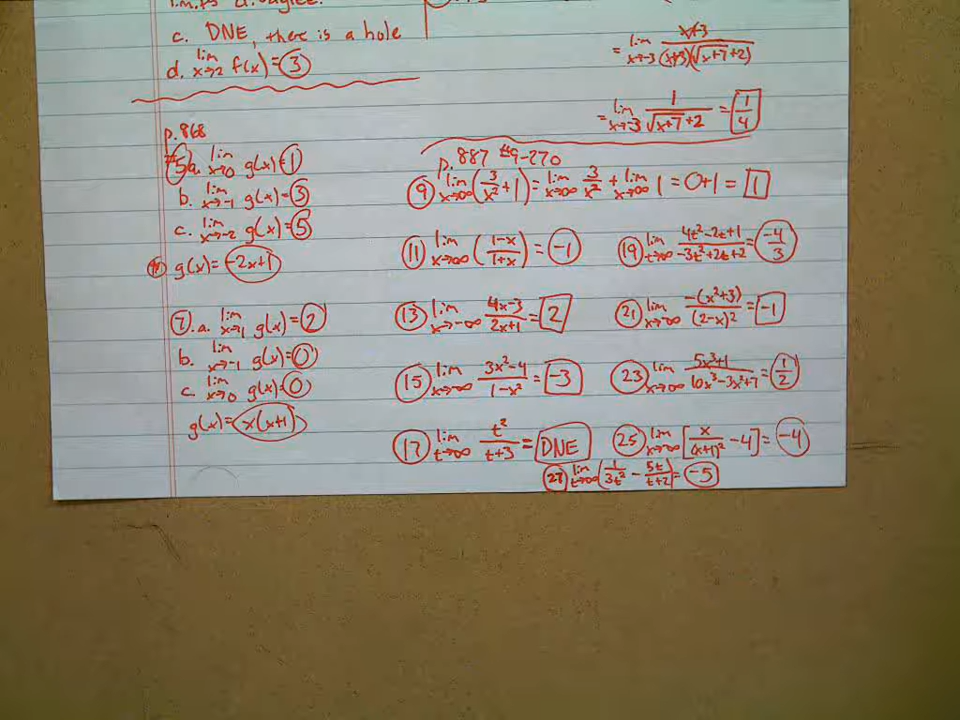 c. DNE, there is a hole
d. lim x→2 f(x) = 3
= lim x→-3 x+3 / (x+3)(√x+7 + 2)
= lim x→-3 1 / √x+7 + 2 = 1/4
p. 868
5 a. lim x→0 g(x) = 1
b. lim x→-1 g(x) = 3
c. lim x→-2 g(x) = 5
g(x) = -2x+1
7. a. lim x→1 g(x) = 2
b. lim x→-1 g(x) = 0
c. lim x→0 g(x) = 0
g(x) = x(x+1)
p. 887 #9-27o
9 lim x→∞ (3/x² + 1) = lim x→∞ 3/x² + lim x→∞ 1 = 0+1 = 1
11 lim x→∞ (1-x / 1+x) = -1
19 lim t→∞ 4t²-2t+1 / -3t²+2t+2 = -4/3
13 lim x→-∞ 4x-3 / 2x+1 = 2
21 lim x→-∞ -(x²+3) / (2-x)² = -1
15 lim x→-∞ 3x²-4 / 1-x² = -3
23 lim x→∞ 5x³+1 / 10x³-3x²+7 = 1/2
17 lim t→∞ t² / t+3 = DNE
25 lim x→∞ [x / (x+1)² - 4] = -4
27 lim t→∞ (1/3t² - 5t/t+2) = -5